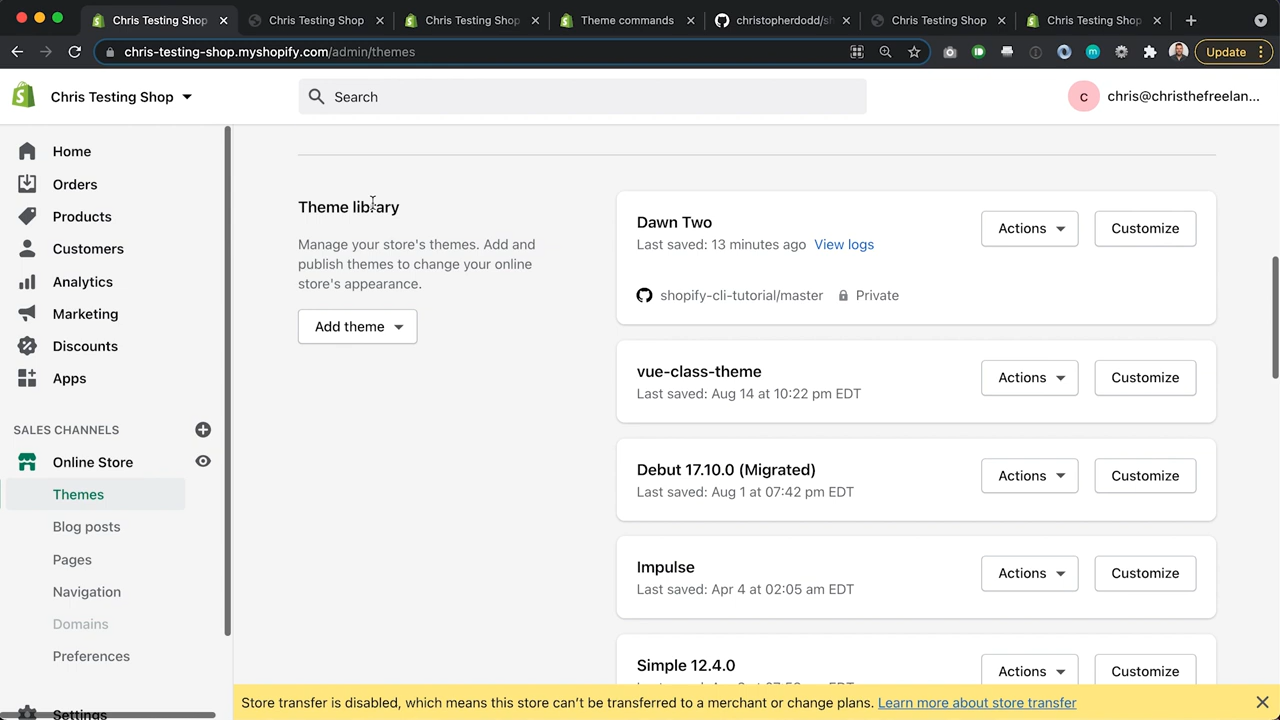 Chris Testing Shop
Chris Testing Shop
Chris Testing Shop
Theme commands
christopherdodd/sh
Chris Testing Shop
Chris Testing Shop
chris-testing-shop.myshopify.com/admin/themes
Update
Chris Testing Shop
Search
c
chris@christhefreelan...
Home
Orders
Products
Customers
Analytics
Marketing
Discounts
Apps
SALES CHANNELS
Online Store
Themes
Blog posts
Pages
Navigation
Domains
Preferences
Settings
Theme library
Manage your store's themes. Add and
publish themes to change your online
store's appearance.
Add theme
Dawn Two
Last saved: 13 minutes ago View logs
shopify-cli-tutorial/master Private
Actions
Customize
vue-class-theme
Last saved: Aug 14 at 10:22 pm EDT
Actions
Customize
Debut 17.10.0 (Migrated)
Last saved: Aug 1 at 07:42 pm EDT
Actions
Customize
Impulse
Last saved: Apr 4 at 02:05 am EDT
Actions
Customize
Simple 12.4.0
Actions
Customize
Store transfer is disabled, which means this store can't be transferred to a merchant or change plans. Learn more about store transfer